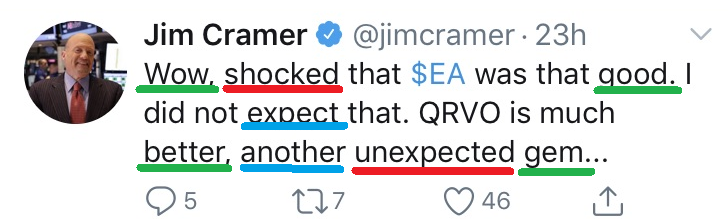 Jim Cramer @jimcramer · 23h
Wow, shocked that $EA was that good. I
did not expect that. QRVO is much
better, another unexpected gem...
5 7 46